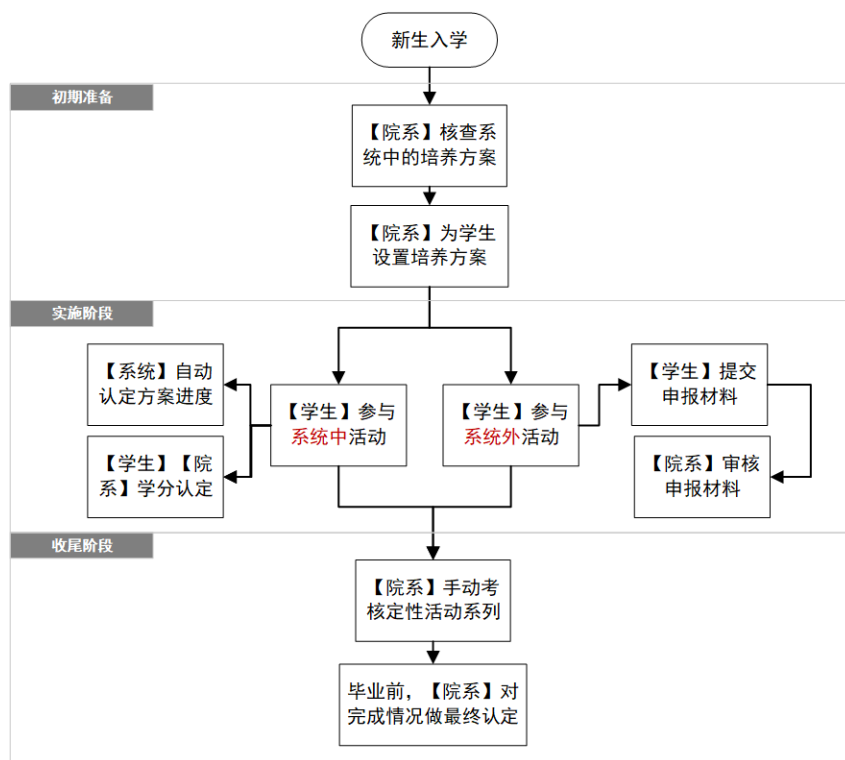 新生入学
初期准备
【院系】核查系
统中的培养方案
【院系】为学生
设置培养方案
实施阶段
【系统】自动
认定方案进度
【学生】【院
系】学分认定
【学生】参与
系统中活动
【学生】参与
系统外活动
【学生】提交
申报材料
【院系】审核
申报材料
收尾阶段
【院系】手动考
核定性活动系列
毕业前，【院系】对
完成情况做最终认定